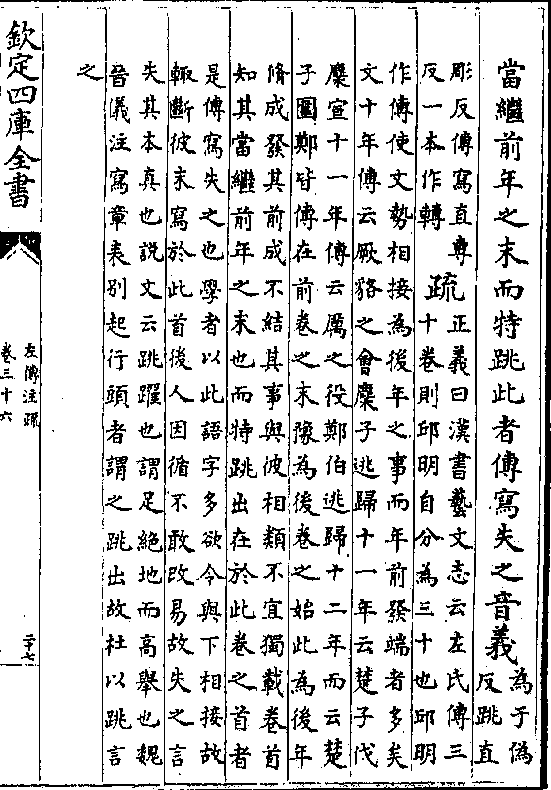 當繼前年之末而特跳此者傳寫失之音義為于偽
反跳直
彫反傳寫直專
反一本作轉
疏正義曰漢書藝文志云左氏傳三
十卷則邱明自分為三十也邱明
作傳使文勢相接為後年之事而年前發端者多矣
文十年傳云厥貉之會麇子逃歸十一年云楚子伐
麇宣十一年傳云厲之役鄭伯逃歸十二年而云楚
子圍鄭皆傳在前卷之末豫為後卷之始此為後年
脩成發其前成不結其事與彼相類不宜獨載卷首
知其當繼前年之末也而特跳出在於此卷之首者
是傳寫失之也學者以此語字多欲令與下相接故
輙斷彼末寫於此首後人因循不敢改易故失之言
失其本真也說文云跳躍也謂足絶地而高舉也魏
晉儀注寫章表别起行頭者謂之跳出故杜以跳言
之
欽定四庫全書
左傳注疏
卷三十六
二十七